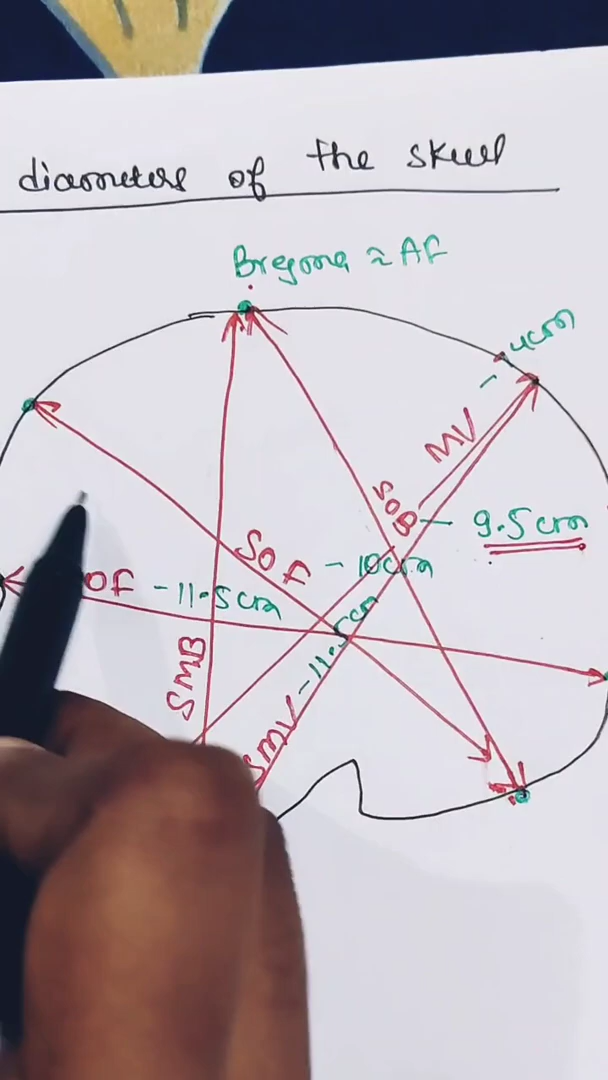 diameters of the skull
Bregma ≈ AF
4cm
MV -
SOB - 9.5cm
SOF - 10cm
OF - 11.5cm
SMB
SMV - 11.5cm